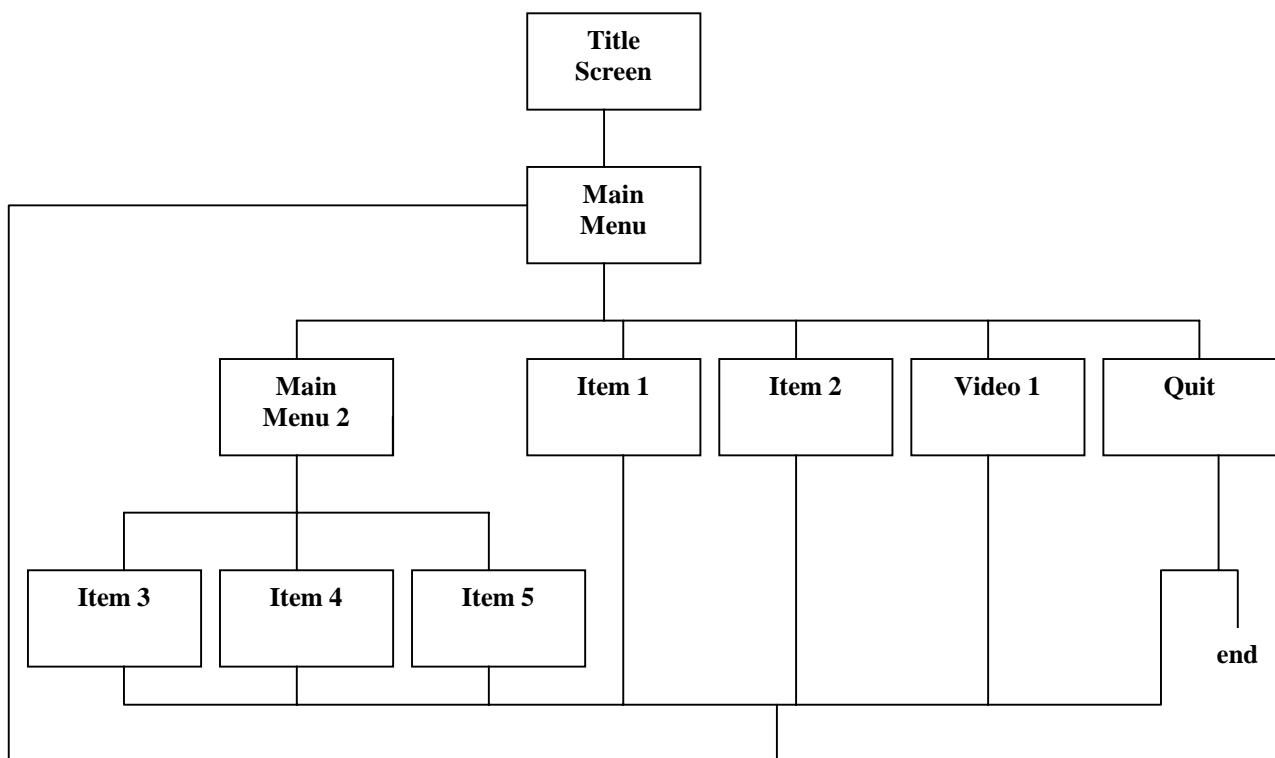 Title
Screen
Main
Menu
Main
Menu 2
Item 1
Item 2
Video 1
Quit
Item 3
Item 4
Item 5
end